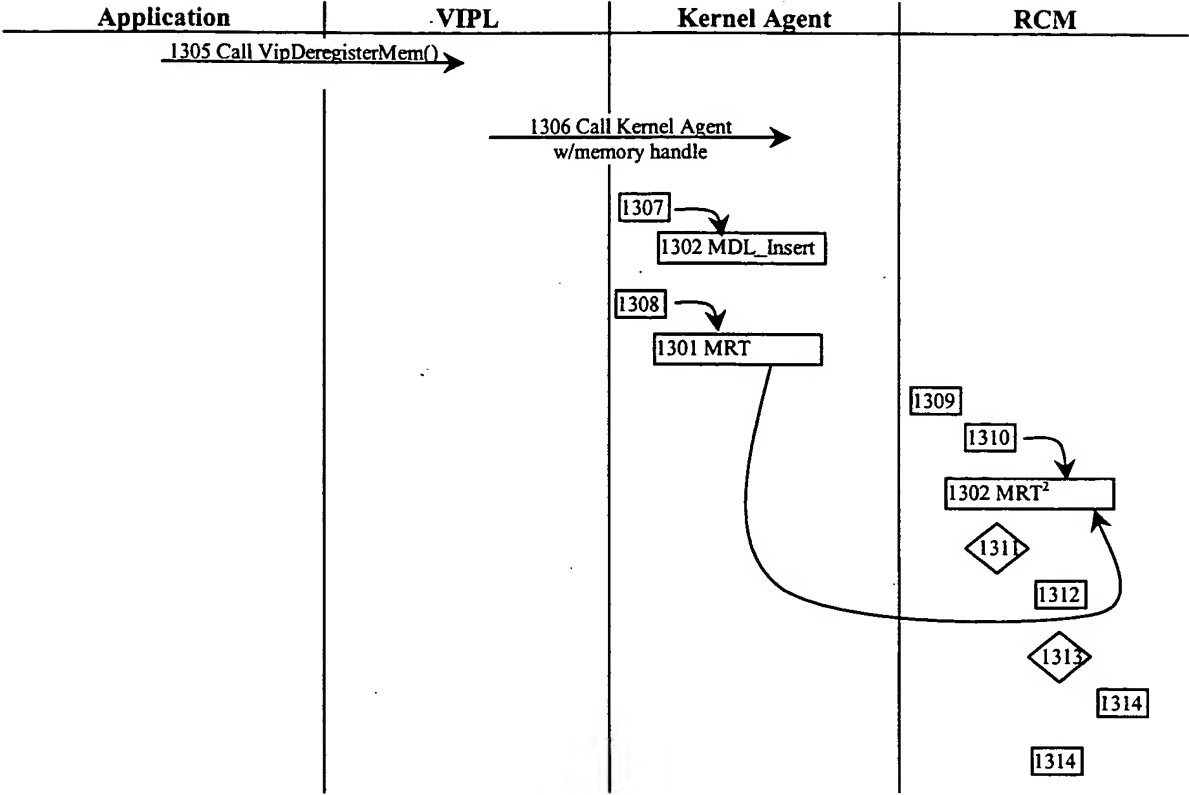 Application VIPL Kernel Agent RCM
1305 Call VipDeregisterMem()
1306 Call Kernel Agent
w/memory handle
1307
1302 MDL_Insert
1308
1301 MRT
1309
1310
1302 MRT²
1311
1312
1313
1314
1314